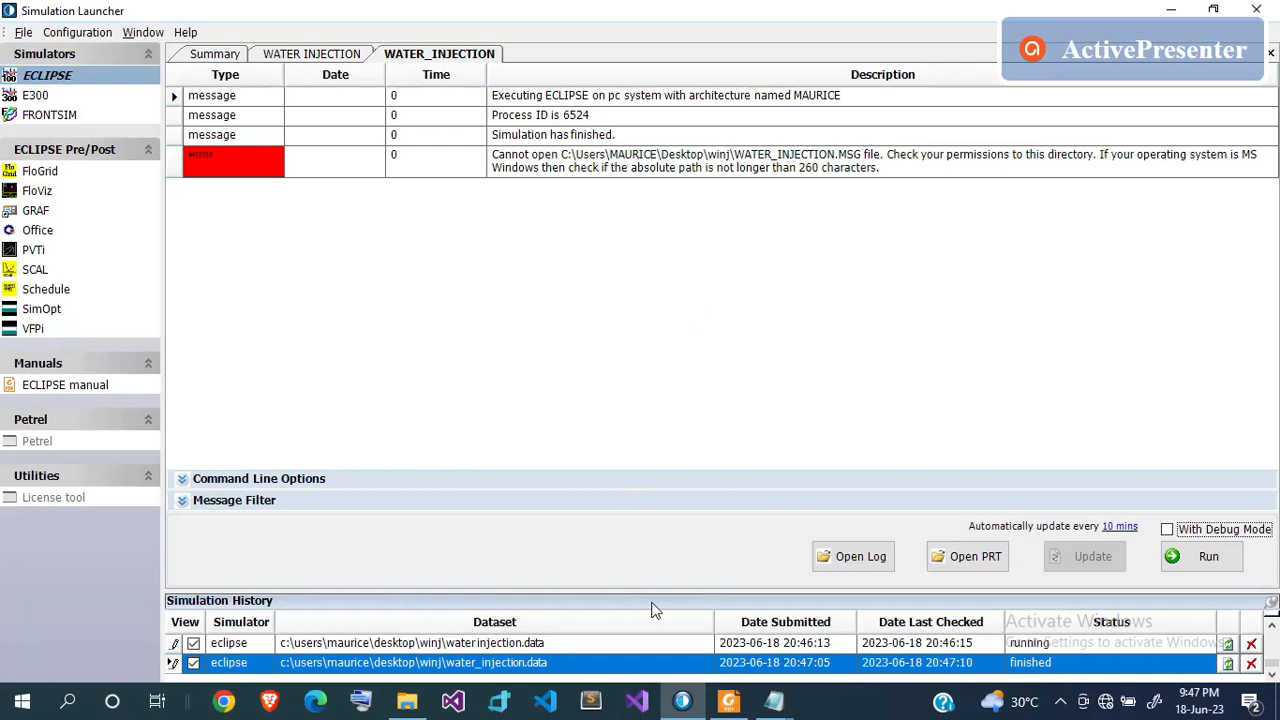 Simulation Launcher
File Configuration Window Help
ActivePresenter
Simulators
ECLIPSE
E300
FRONTSIM
ECLIPSE Pre/Post
FloGrid
FloViz
GRAF
Office
PVTi
SCAL
Schedule
SimOpt
VFPi
Manuals
ECLIPSE manual
Petrel
Petrel
Utilities
License tool
Summary WATER INJECTION WATER_INJECTION
Type Date Time Description
message 0 Executing ECLIPSE on pc system with architecture named MAURICE
message 0 Process ID is 6524
message 0 Simulation has finished.
error 0 Cannot open C:\Users\MAURICE\Desktop\winj\WATER_INJECTION.MSG file. Check your permissions to this directory. If your operating system is MS
Windows then check if the absolute path is not longer than 260 characters.
Command Line Options
Message Filter
Automatically update every 10 mins With Debug Mode
Open Log Open PRT Update Run
Simulation History
View Simulator Dataset Date Submitted Date Last Checked Status
eclipse c:\users\maurice\desktop\winj\water injection.data 2023-06-18 20:46:13 2023-06-18 20:46:15 running
eclipse c:\users\maurice\desktop\winj\water_injection.data 2023-06-18 20:47:05 2023-06-18 20:47:10 finished
Activate Windows
Go to Settings to activate Windows.
30°C
9:47 PM
18-Jun-23
2